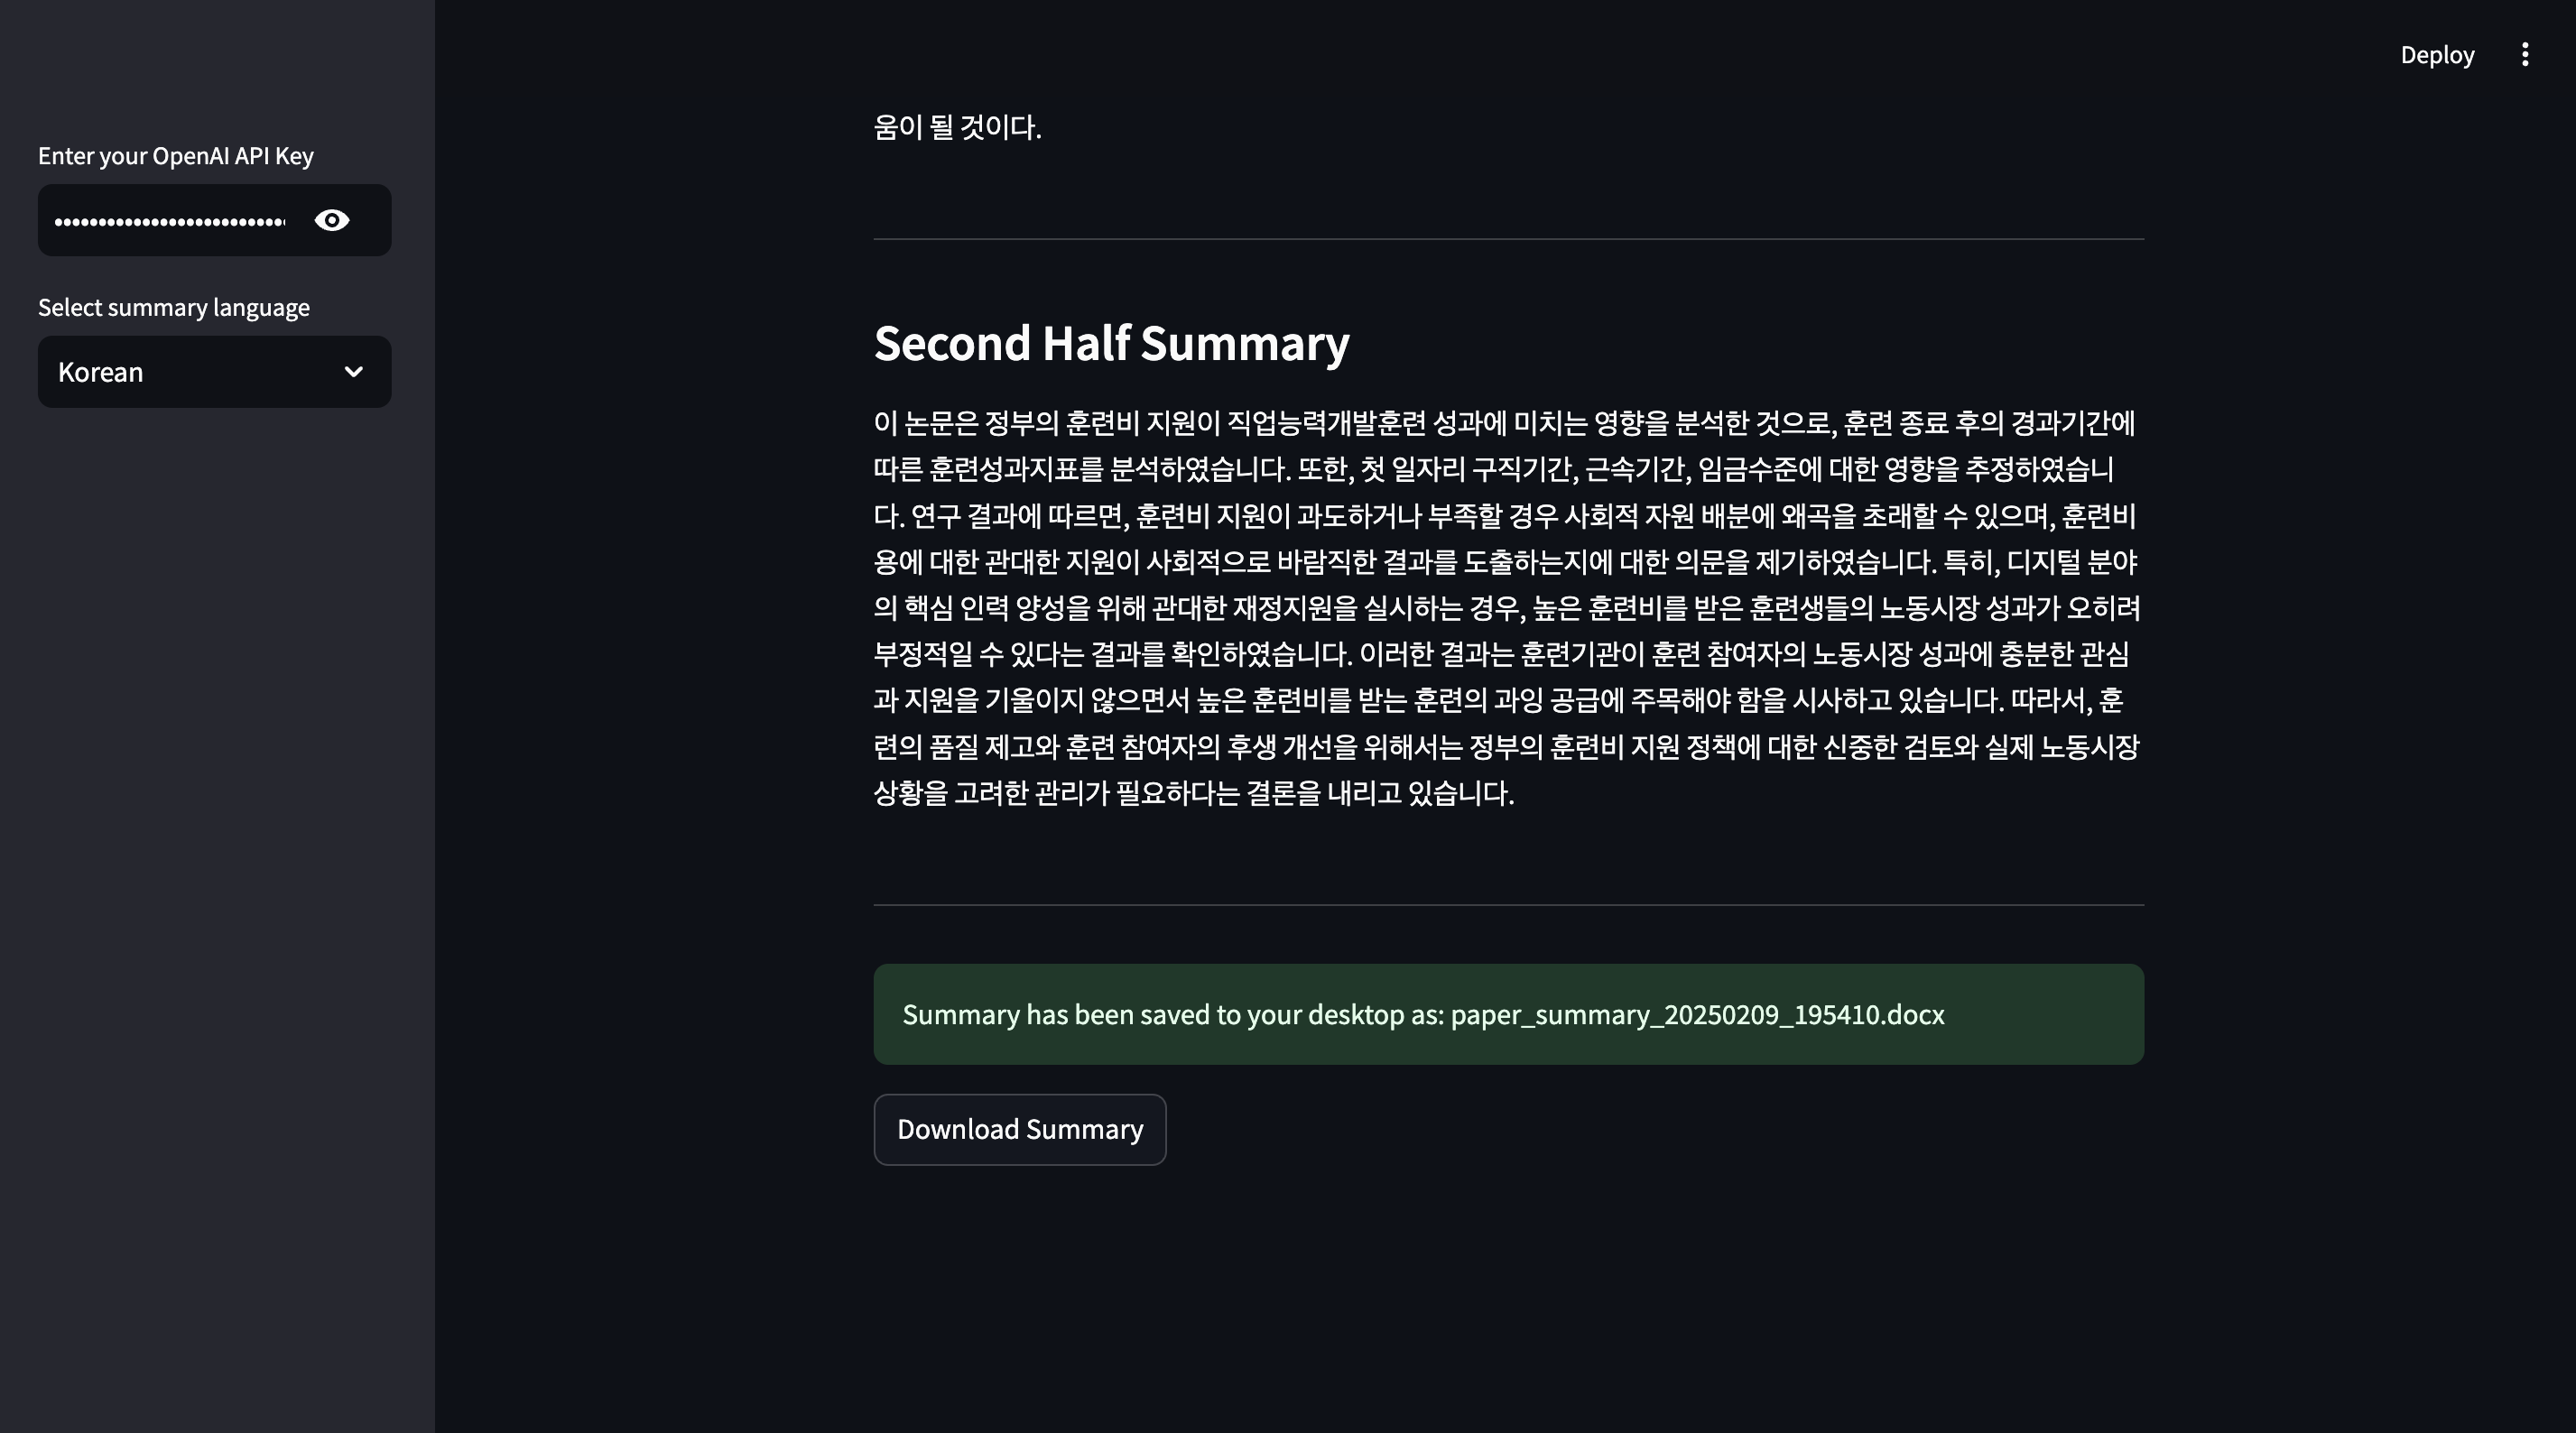 Deploy
Enter your OpenAI API Key
Select summary language
Korean
움이 될 것이다.
Second Half Summary
이 논문은 정부의 훈련비 지원이 직업능력개발훈련 성과에 미치는 영향을 분석한 것으로, 훈련 종료 후의 경과기간에
따른 훈련성과지표를 분석하였습니다. 또한, 첫 일자리 구직기간, 근속기간, 임금수준에 대한 영향을 추정하였습니
다. 연구 결과에 따르면, 훈련비 지원이 과도하거나 부족할 경우 사회적 자원 배분에 왜곡을 초래할 수 있으며, 훈련비
용에 대한 관대한 지원이 사회적으로 바람직한 결과를 도출하는지에 대한 의문을 제기하였습니다. 특히, 디지털 분야
의 핵심 인력 양성을 위해 관대한 재정지원을 실시하는 경우, 높은 훈련비를 받은 훈련생들의 노동시장 성과가 오히려
부정적일 수 있다는 결과를 확인하였습니다. 이러한 결과는 훈련기관이 훈련 참여자의 노동시장 성과에 충분한 관심
과 지원을 기울이지 않으면서 높은 훈련비를 받는 훈련의 과잉 공급에 주목해야 함을 시사하고 있습니다. 따라서, 훈
련의 품질 제고와 훈련 참여자의 후생 개선을 위해서는 정부의 훈련비 지원 정책에 대한 신중한 검토와 실제 노동시장
상황을 고려한 관리가 필요하다는 결론을 내리고 있습니다.
Summary has been saved to your desktop as: paper_summary_20250209_195410.docx
Download Summary